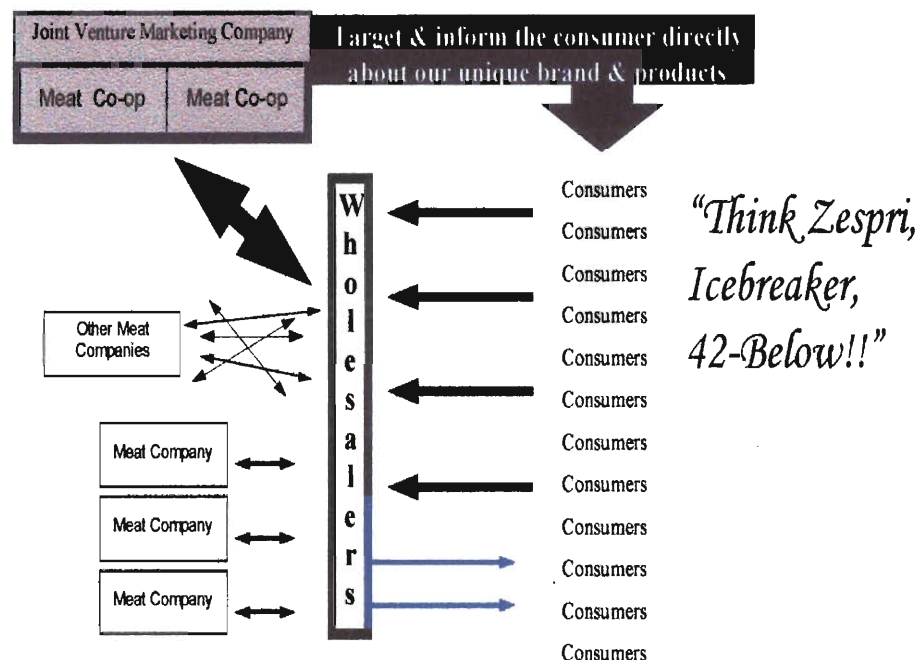 Joint Venture Marketing Company
Meat Co-op
Meat Co-op
Target & inform the consumer directly
about our unique brand & products
Other Meat
Companies
Meat Company
Meat Company
Meat Company
Wholesalers
Consumers
Consumers
Consumers
Consumers
Consumers
Consumers
Consumers
Consumers
Consumers
Consumers
Consumers
Consumers
“Think Zespri,
Icebreaker,
42-Below!!”